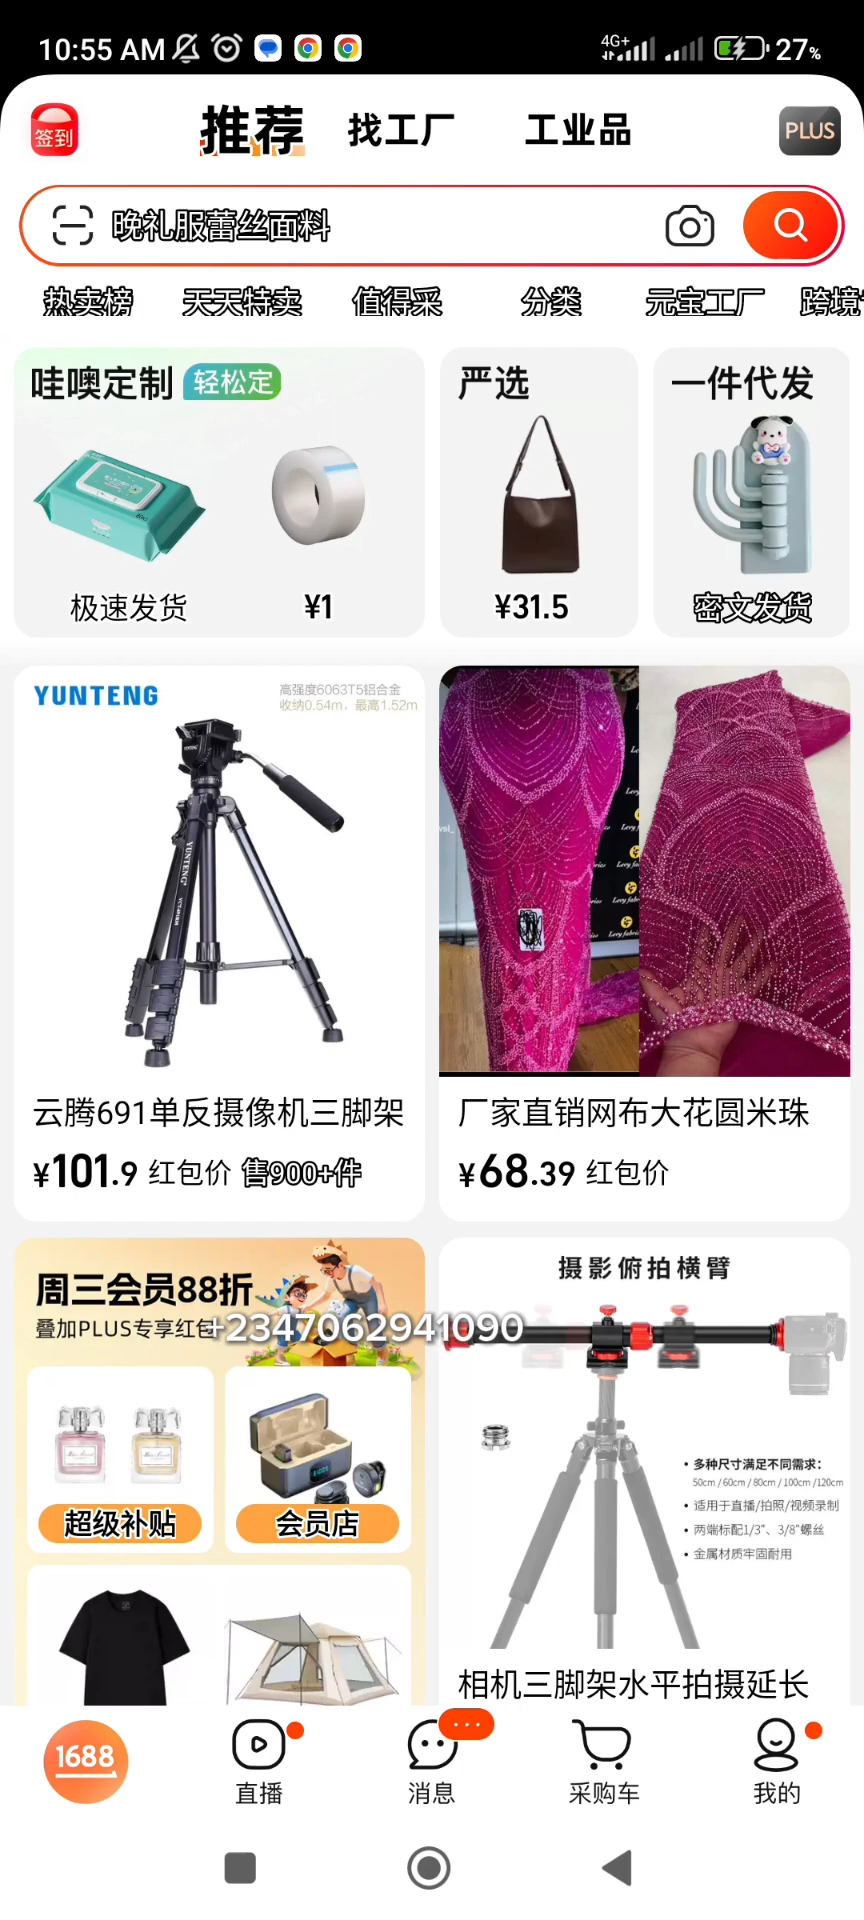 10:55 AM
4G+
27%
签到
推荐
找工厂
工业品
PLUS
晚礼服蕾丝面料
热卖榜
天天特卖
值得采
分类
元宝工厂
跨境
哇噢定制
轻松定
严选
一件代发
极速发货
¥1
¥31.5
密文发货
YUNTENG
高强度6063T5铝合金
收纳0.54m，最高1.52m
YUNTENG
云腾691单反摄像机三脚架
¥101.9 红包价 售900+件
厂家直销网布大花圆米珠
¥68.39 红包价
周三会员88折
叠加PLUS专享红包
+2347062941090
超级补贴
会员店
摄影俯拍横臂
• 多种尺寸满足不同需求：
50cm / 60cm / 80cm / 100cm /120cm
• 适用于直播/拍照/视频录制
• 两端标配1/3"、3/8"螺丝
• 金属材质牢固耐用
相机三脚架水平拍摄延长
1688
直播
消息
采购车
我的